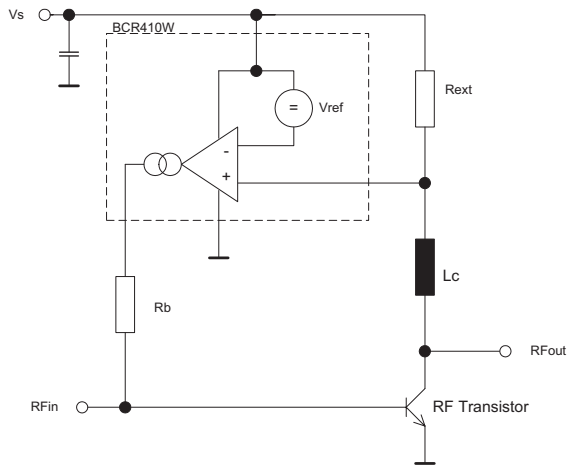 Vs
BCR410W
Rext
=
Vref
-
+
Lc
Rb
RFout
RFin
RF Transistor